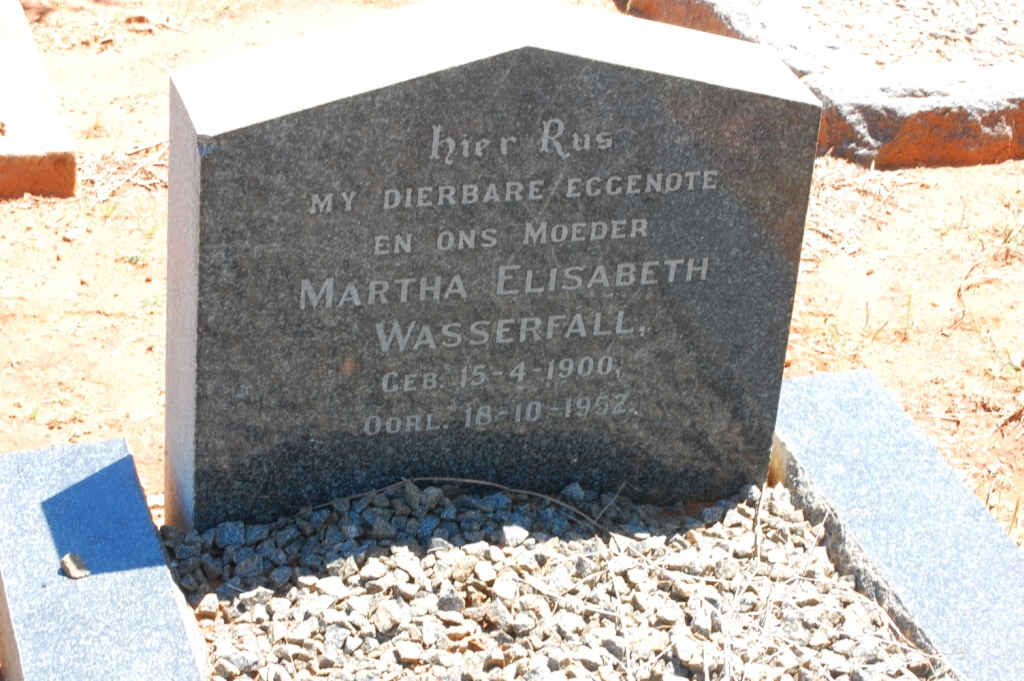 Hier Rus
MY DIERBARE EGGENOTE
EN ONS MOEDER
MARTHA ELISABETH
WASSERFALL,
GEB. 15-4-1900,
OORL. 18-10-1952.